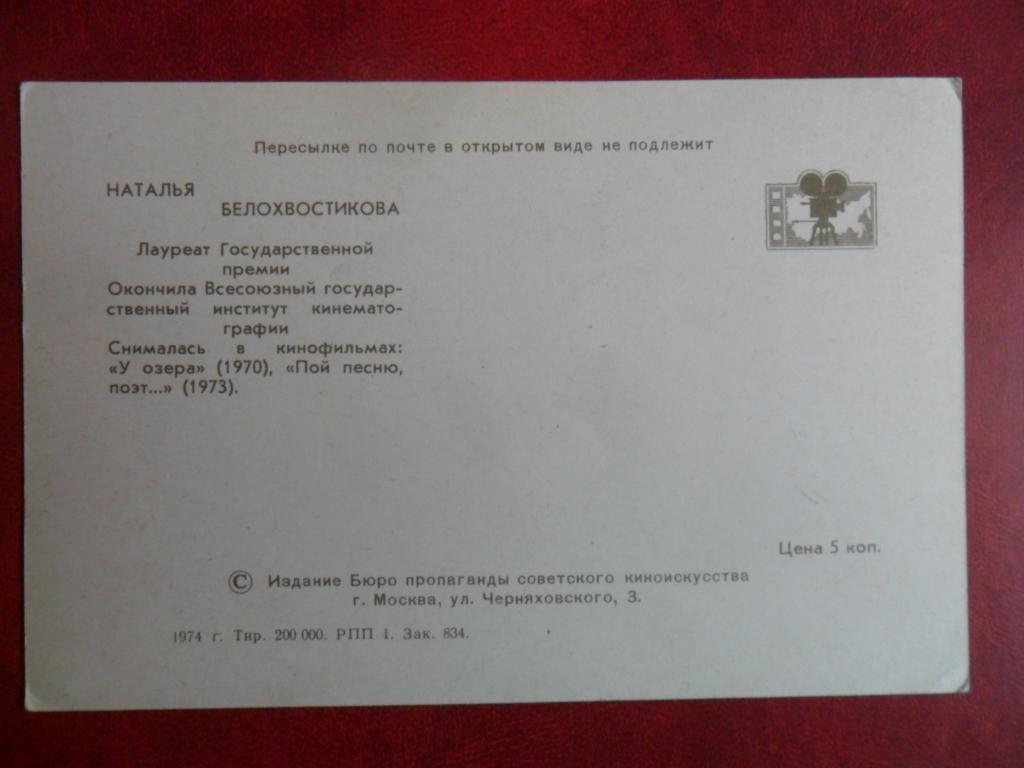 Пересылке по почте в открытом виде не подлежит
НАТАЛЬЯ
БЕЛОХВОСТИКОВА
Лауреат Государственной
премии
Окончила Всесоюзный государ-
ственный институт кинемато-
графии
Снималась в кинофильмах:
«У озера» (1970), «Пой песню,
поэт...» (1973).
Цена 5 коп.
© Издание Бюро пропаганды советского киноискусства
г. Москва, ул. Черняховского, 3.
1974 г. Тир. 200 000. РПП 1. Зак. 834.